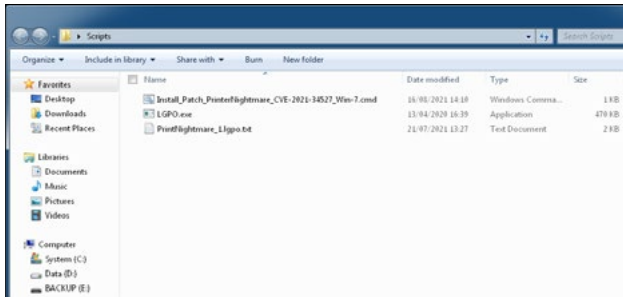 Scripts
Search Scripts
Organize
Include in library
Share with
Burn
New folder
Favorites
Desktop
Downloads
Recent Places
Libraries
Documents
Music
Pictures
Videos
Computer
System (C:)
Data (D:)
BACKUP (E:)
Name Date modified Type Size
Install_Patch_PrinterNightmare_CVE-2021-34527_Win-7.cmd 16/08/2021 14:18 Windows Comma... 1 KB
LGPO.exe 13/04/2020 16:39 Application 470 KB
PrintNightmare_1.lgpo.txt 21/07/2021 13:27 Text Document 2 KB